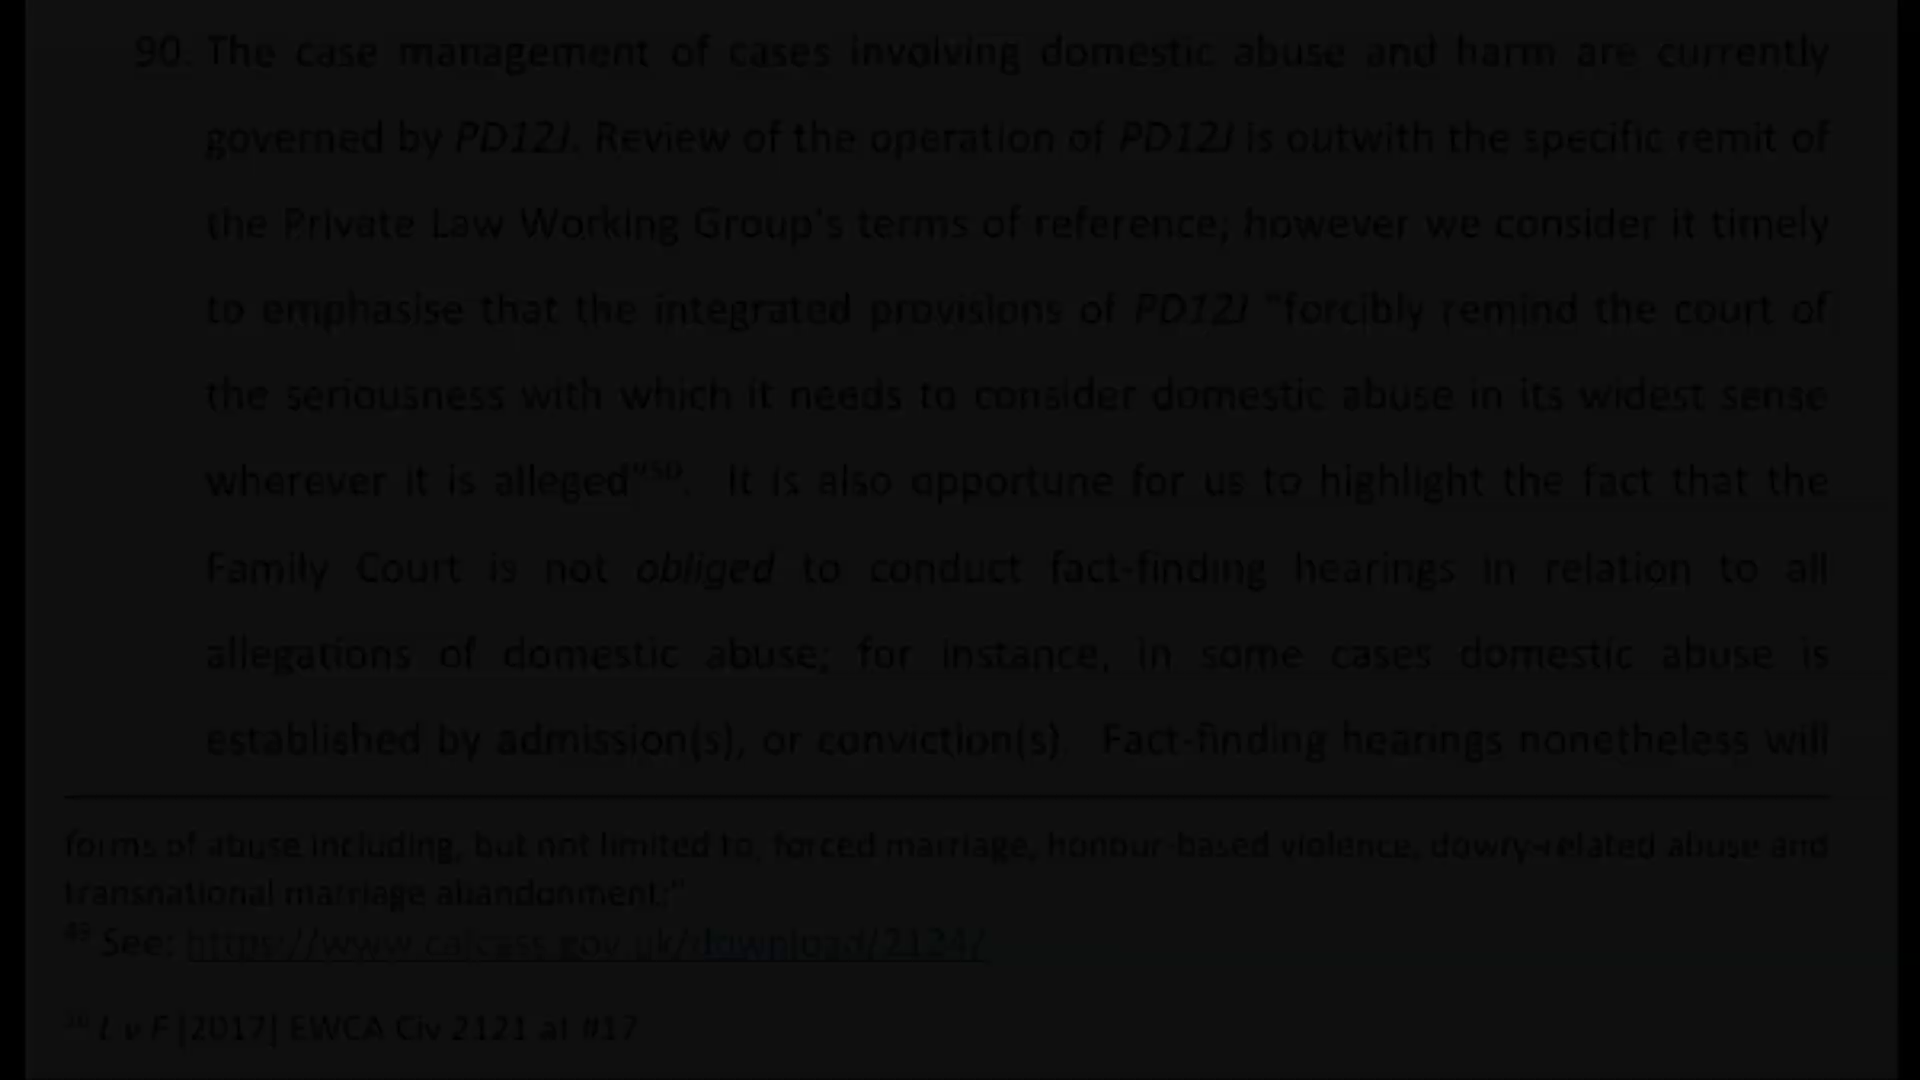 90. The case management of cases involving domestic abuse and harm are currently
governed by PD12J. Review of the operation of PD12J is outwith the specific remit of
the Private Law Working Group's terms of reference; however we consider it timely
to emphasise that the integrated provisions of PD12J "forcibly remind the court of
the seriousness with which it needs to consider domestic abuse in its widest sense
wherever it is alleged"50. It is also opportune for us to highlight the fact that the
Family Court is not obliged to conduct fact-finding hearings in relation to all
allegations of domestic abuse; for instance, in some cases domestic abuse is
established by admission(s), or conviction(s). Fact-finding hearings nonetheless will
forms of abuse including, but not limited to, forced marriage, honour-based violence, dowry-related abuse and
transnational marriage abandonment;"
49 See: https://www.cafcass.gov.uk/download/2124/
50 L v F [2017] EWCA Civ 2121 at #17